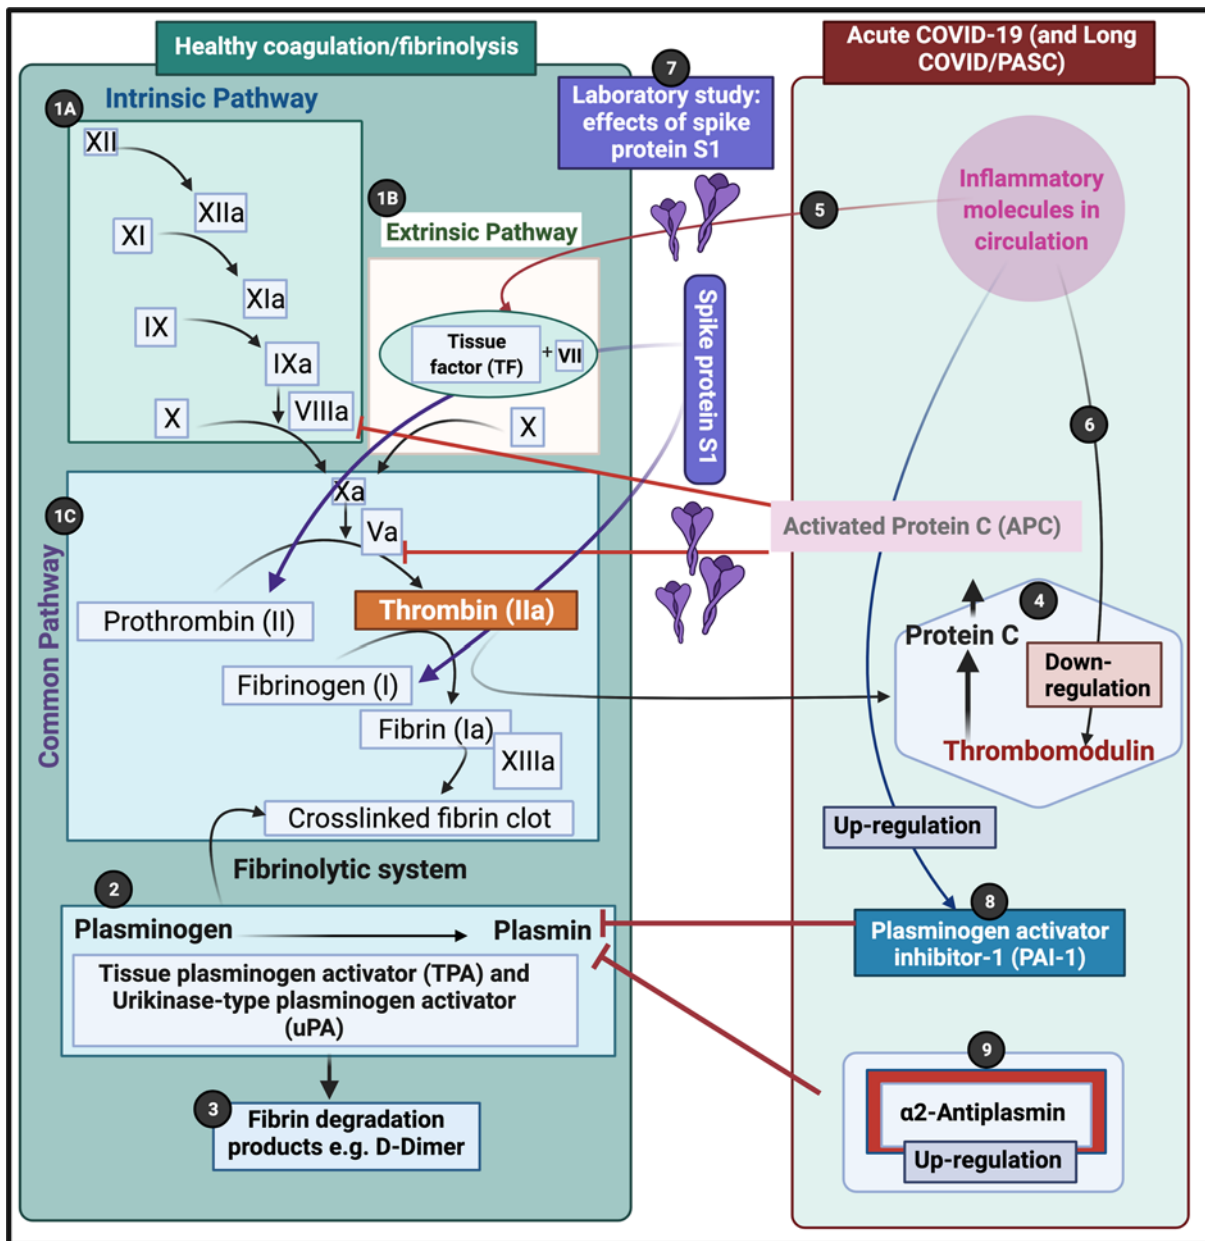 Healthy coagulation/fibrinolysis
Acute COVID-19 (and Long
COVID/PASC)
7
Laboratory study:
effects of spike
protein S1
1A
Intrinsic Pathway
XII
XIIa
XI
XIa
IX
IXa
VIIIa
X
1B
Extrinsic Pathway
Tissue
factor (TF)
+
VII
X
5
Inflammatory
molecules in
circulation
Spike protein S1
6
1C
Common Pathway
Xa
Va
Activated Protein C (APC)
Prothrombin (II)
Thrombin (IIa)
Fibrinogen (I)
Fibrin (Ia)
XIIIa
Crosslinked fibrin clot
4
Protein C
Down-
regulation
Thrombomodulin
Up-regulation
Fibrinolytic system
2
Plasminogen
Plasmin
Tissue plasminogen activator (TPA) and
Urikinase-type plasminogen activator
(uPA)
8
Plasminogen activator
inhibitor-1 (PAI-1)
3
Fibrin degradation
products e.g. D-Dimer
9
α2-Antiplasmin
Up-regulation